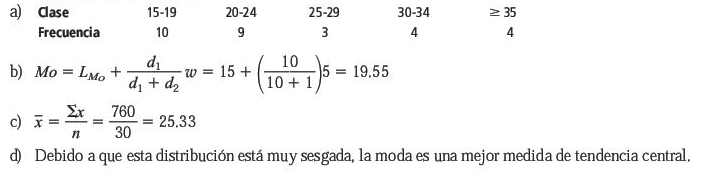 a) Clase 15-19 20-24 25-29 30-34 ≥ 35
Frecuencia 10 9 3 4 4
b) Mo = L_Mo + d₁ / (d₁ + d₂) w = 15 + (10 / (10 + 1)) 5 = 19.55
c) x̄ = Σx / n = 760 / 30 = 25.33
d) Debido a que esta distribución está muy sesgada, la moda es una mejor medida de tendencia central.